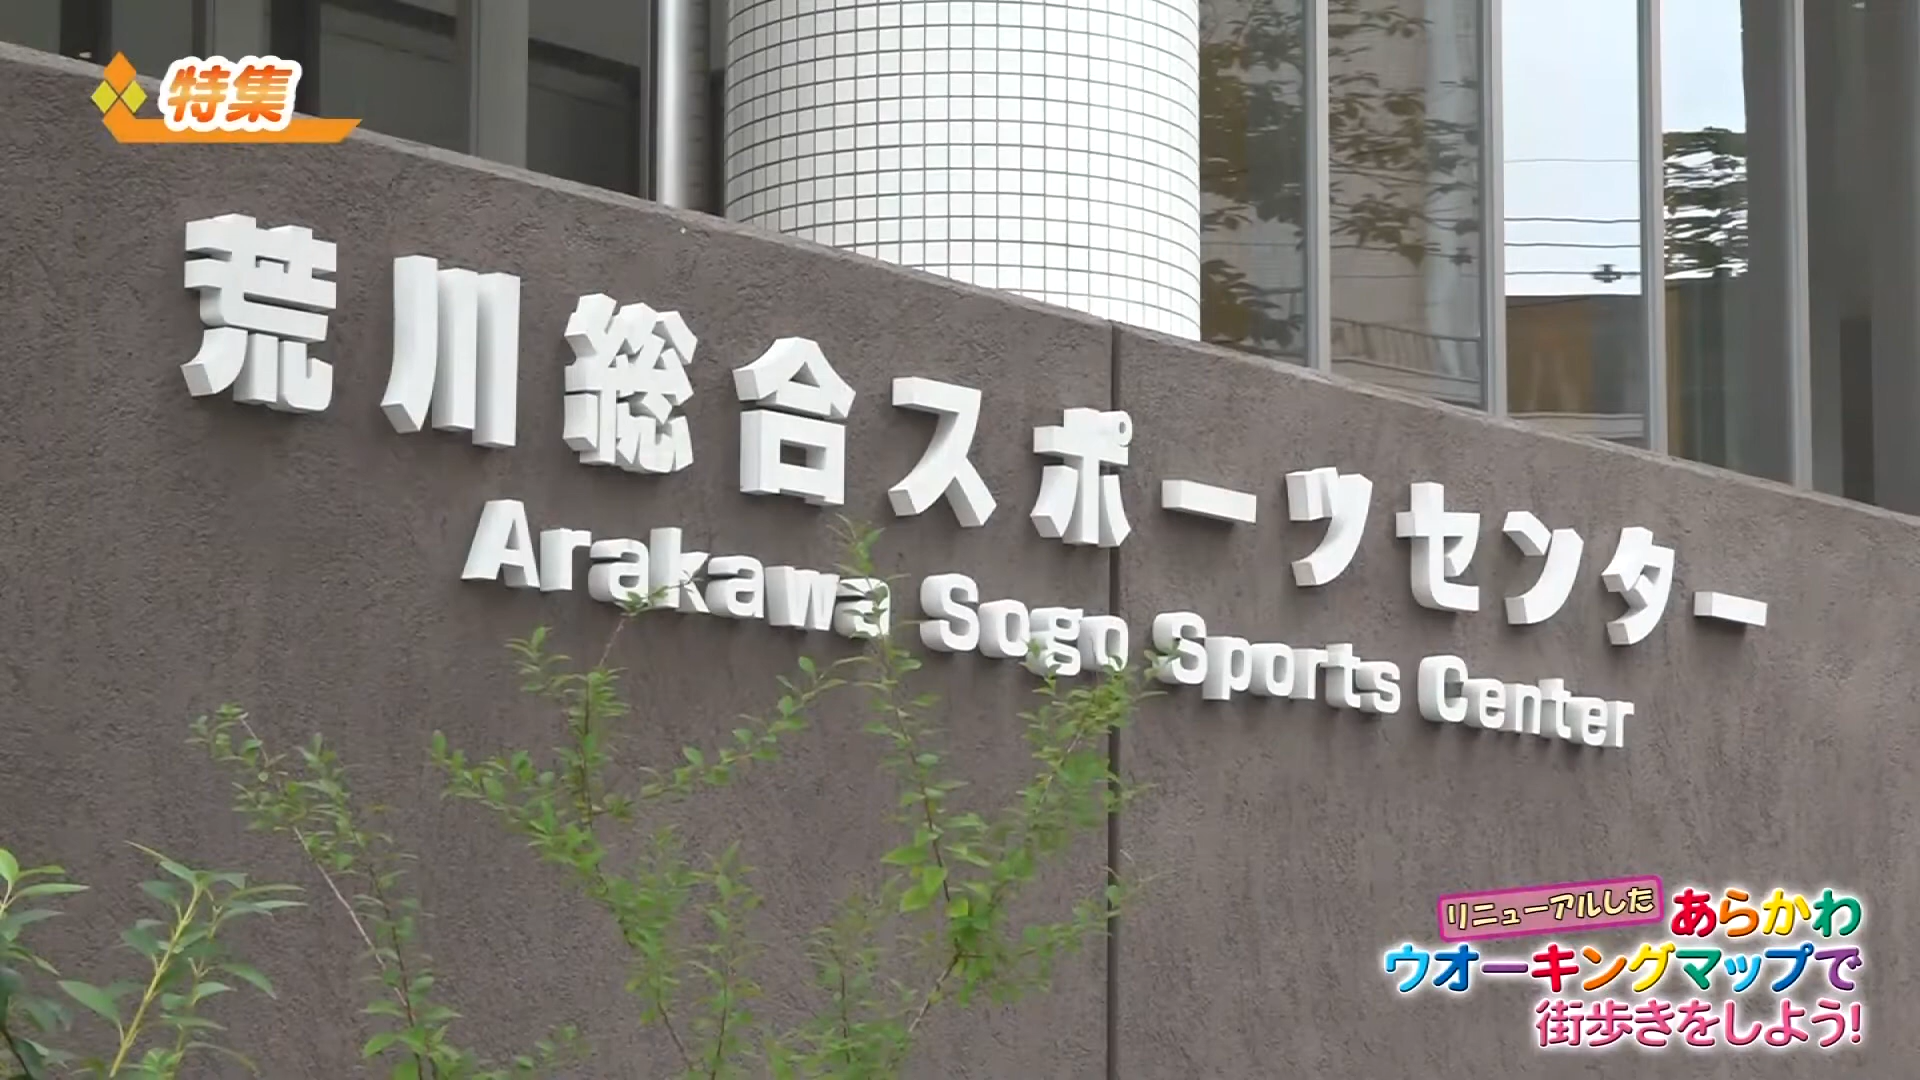 特集
荒川総合スポーツセンター
Arakawa Sogo Sports Center
リニューアルした あらかわ
ウオーキングマップで
街歩きをしよう!